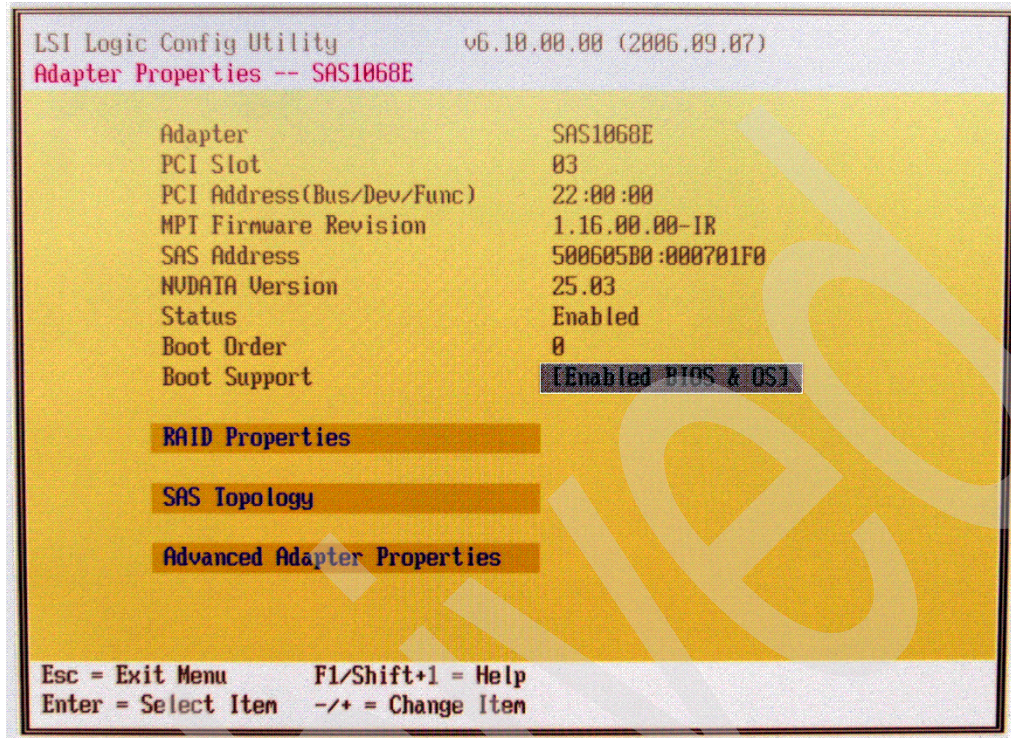 LSI Logic Config Utility v6.10.00.00 (2006.09.07)
Adapter Properties -- SAS1068E
Adapter SAS1068E
PCI Slot 03
PCI Address(Bus/Dev/Func) 22:00:00
MPT Firmware Revision 1.16.00.00-IR
SAS Address 500605B0:000701F0
NVDATA Version 25.03
Status Enabled
Boot Order 0
Boot Support [Enabled BIOS & OS]
RAID Properties
SAS Topology
Advanced Adapter Properties
Esc = Exit Menu F1/Shift+1 = Help
Enter = Select Item -/+ = Change Item